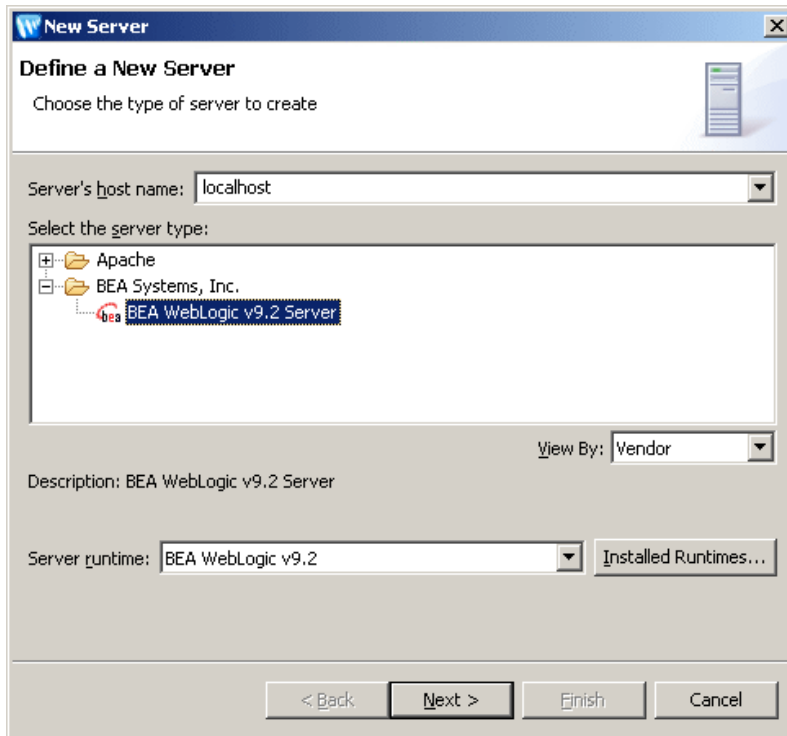 New Server
Define a New Server
Choose the type of server to create
Server's host name: localhost
Select the server type:
Apache
BEA Systems, Inc.
bea BEA WebLogic v9.2 Server
View By: Vendor
Description: BEA WebLogic v9.2 Server
Server runtime: BEA WebLogic v9.2 Installed Runtimes...
< Back Next > Finish Cancel